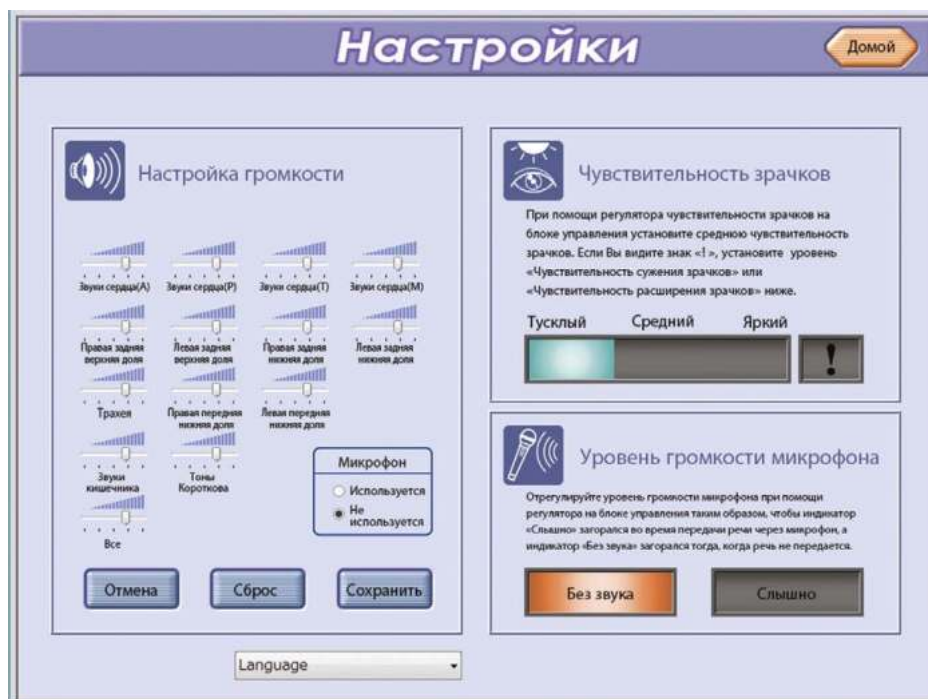 Настройки
Домой
Настройка громкости
Звуки сердца(A)
Звуки сердца(P)
Звуки сердца(T)
Звуки сердца(M)
Правая задняя
верхняя доля
Левая задняя
верхняя доля
Правая задняя
нижняя доля
Левая задняя
нижняя доля
Трахея
Правая передняя
нижняя доля
Левая передняя
нижняя доля
Звуки
кишечника
Тоны
Короткова
Все
Микрофон
Используется
Не
используется
Отмена
Сброс
Сохранить
Language
Чувствительность зрачков
При помощи регулятора чувствительности зрачков на
блоке управления установите среднюю чувствительность
зрачков. Если Вы видите знак «! », установите уровень
«Чувствительность сужения зрачков» или
«Чувствительность расширения зрачков» ниже.
Тусклый
Средний
Яркий
!
Уровень громкости микрофона
Отрегулируйте уровень громкости микрофона при помощи
регулятора на блоке управления таким образом, чтобы индикатор
«Слышно» загорался во время передачи речи через микрофон, а
индикатор «Без звука» загорался тогда, когда речь не передается.
Без звука
Слышно